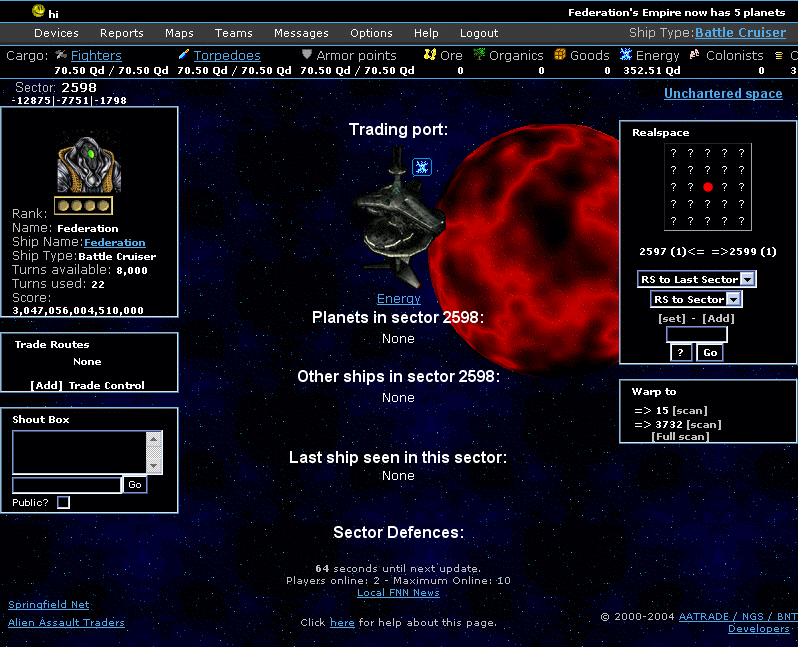 hi
Federation's Empire now has 5 planets
Devices Reports Maps Teams Messages Options Help Logout Ship Type:Battle Cruiser
Cargo: Fighters Torpedoes Armor points Ore Organics Goods Energy Colonists
70.50 Qd / 70.50 Qd 70.50 Qd / 70.50 Qd 70.50 Qd / 70.50 Qd 0 0 0 352.51 Qd 0 3
Sector: 2598
-12875|-7751|-1798
Unchartered space
Rank:
Name: Federation
Ship Name:Federation
Ship Type:Battle Cruiser
Turns available: 8,000
Turns used: 22
Score:
3,047,056,004,510,000
Trade Routes
None
[Add] Trade Control
Shout Box
Go
Public?
Trading port:
Energy
Planets in sector 2598:
None
Other ships in sector 2598:
None
Last ship seen in this sector:
None
Sector Defences:
64 seconds until next update.
Players online: 2 - Maximum Online: 10
Local FNN News
Click here for help about this page.
Realspace
? ? ? ? ?
? ? ? ? ?
? ? ? ?
? ? ? ? ?
? ? ? ? ?
2597 (1)<= =>2599 (1)
RS to Last Sector
RS to Sector
[set] - [Add]
? Go
Warp to
=> 15 [scan]
=> 3732 [scan]
[Full scan]
Springfield Net
Alien Assault Traders
© 2000-2004 AATRADE / NGS / BNT
Developers